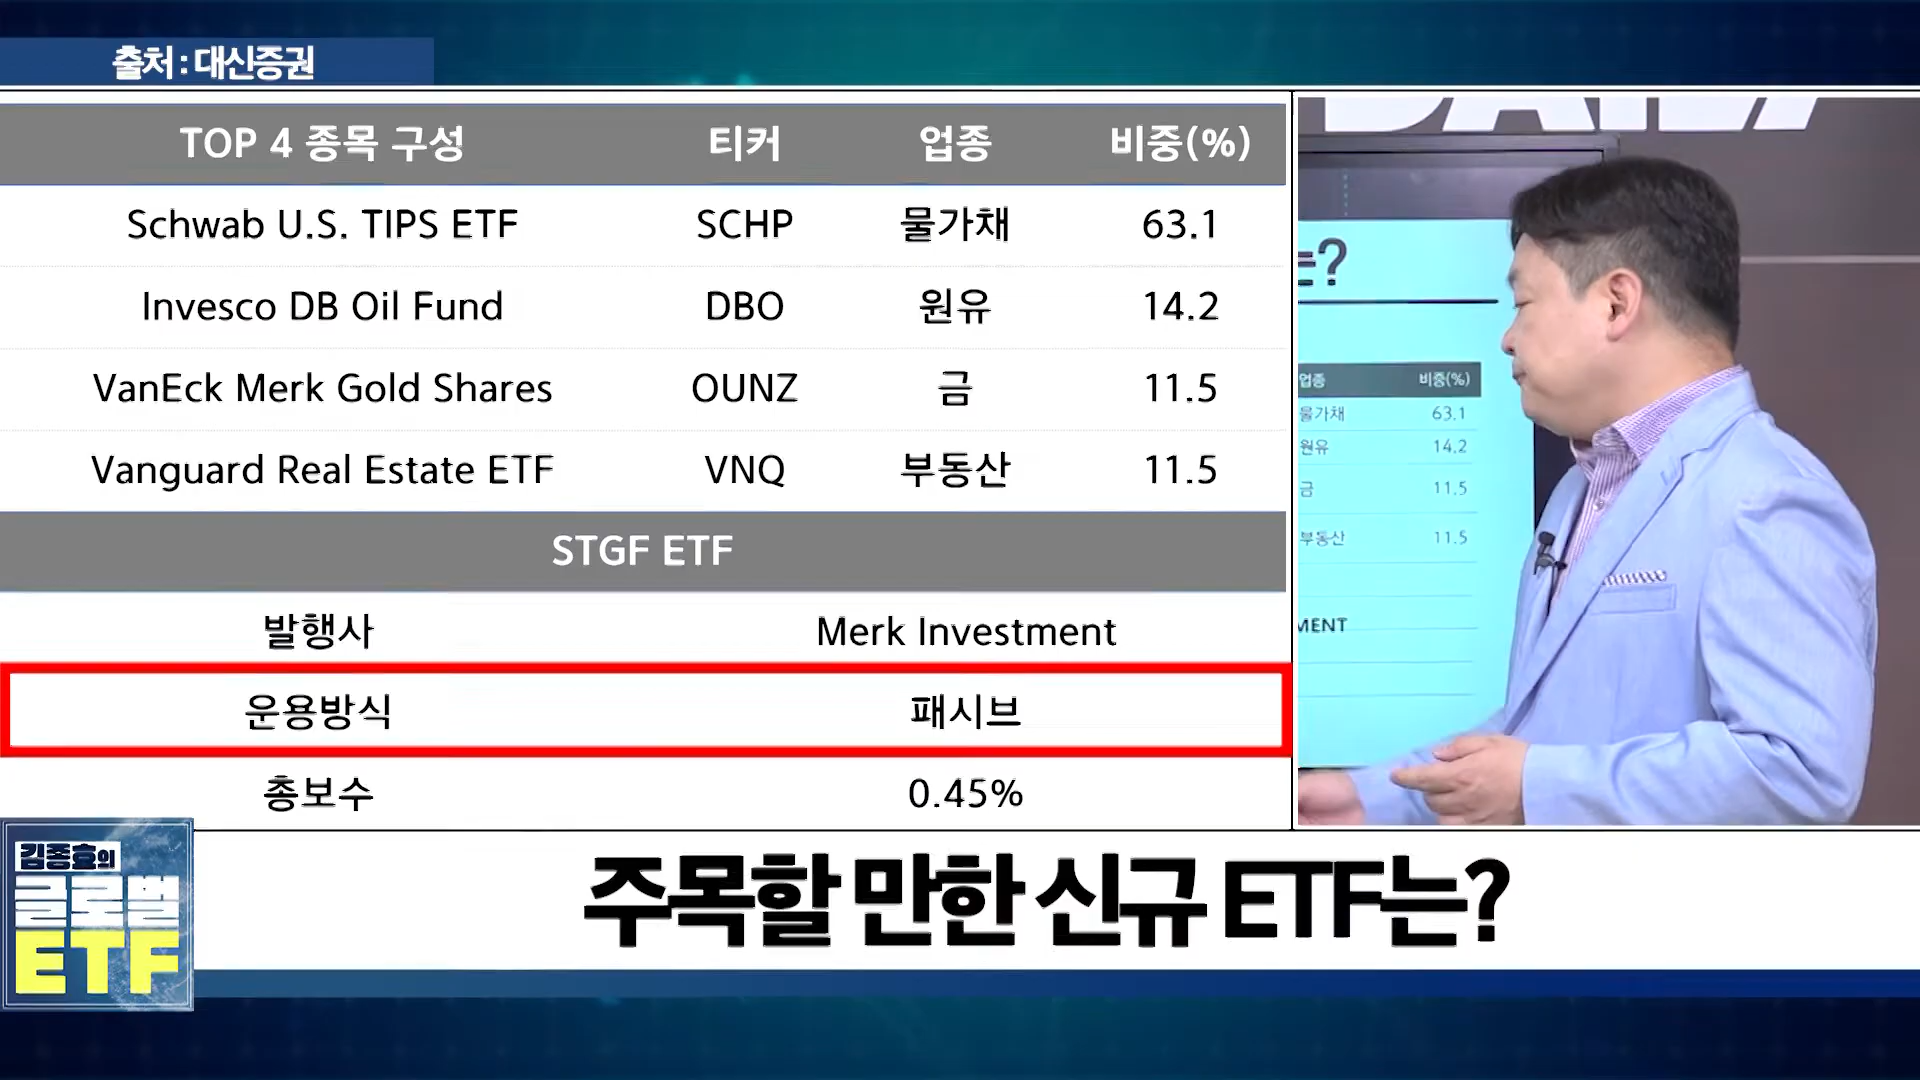 출처 : 대신증권
TOP 4 종목 구성 티커 업종 비중(%)
Schwab U.S. TIPS ETF SCHP 물가채 63.1
Invesco DB Oil Fund DBO 원유 14.2
VanEck Merk Gold Shares OUNZ 금 11.5
Vanguard Real Estate ETF VNQ 부동산 11.5
STGF ETF
발행사 Merk Investment
운용방식 패시브
총보수 0.45%
DAILY
는?
업종 비중(%)
물가채 63.1
원유 14.2
금 11.5
부동산 11.5
MENT
김종효의
글로벌
ETF
주목할 만한 신규 ETF는?